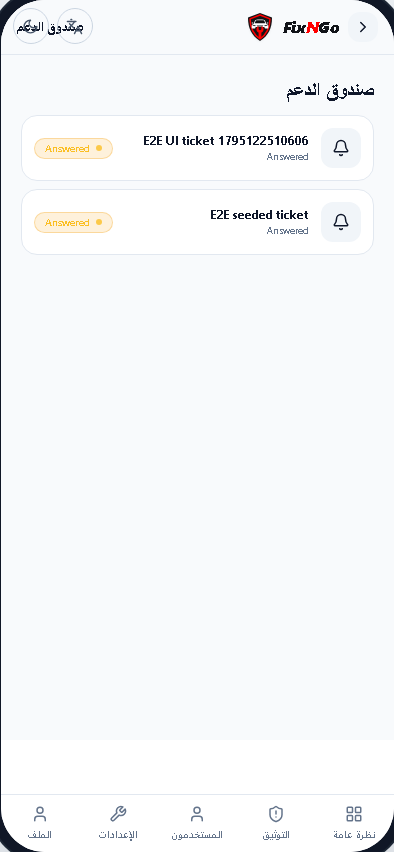 FixNGo
صندوق الدعم
صندوق الدعم
E2E UI ticket 1795122510606
Answered
Answered
E2E seeded ticket
Answered
Answered
نظرة عامة
التوثيق
المستخدمون
الإعدادات
الملف